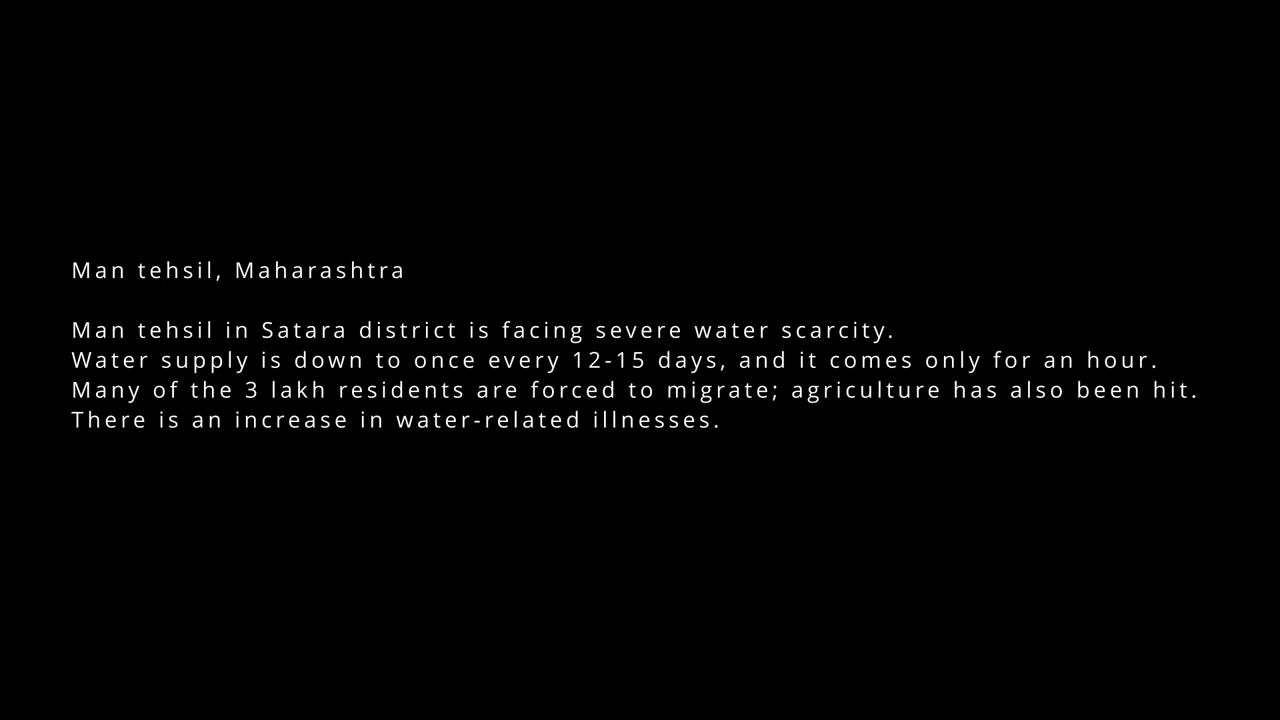 Man tehsil, Maharashtra
Man tehsil in Satara district is facing severe water scarcity.
Water supply is down to once every 12-15 days, and it comes only for an hour.
Many of the 3 lakh residents are forced to migrate; agriculture has also been hit.
There is an increase in water-related illnesses.